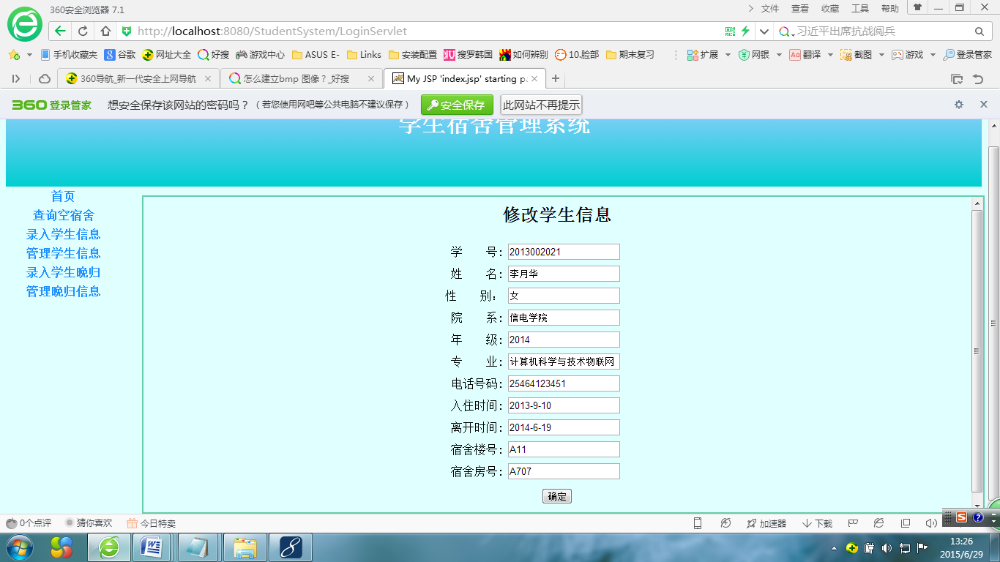 360安全浏览器 7.1
文件 查看 收藏 工具 帮助
http://localhost:8080/StudentSystem/LoginServlet
习近平出席抗战阅兵
手机收藏夹 谷歌 网址大全 好搜 游戏中心 ASUS E- Links 安装配置 搜罗韩国 如何辨别 10.脸部 期末复习 扩展 网银 翻译 截图 游戏 登录管家
360导航_新一代安全上网导航 怎么建立bmp 图像？_好搜 My JSP 'index.jsp' starting p
360登录管家 想安全保存该网站的密码吗？（若您使用网吧等公共电脑不建议保存） 安全保存 此网站不再提示
学生宿舍管理系统
首页
查询空宿舍
录入学生信息
管理学生信息
录入学生晚归
管理晚归信息
修改学生信息
学 号：2013002021
姓 名：李月华
性 别：女
院 系：信电学院
年 级：2014
专 业：计算机科学与技术物联网
电话号码：25464123451
入住时间：2013-9-10
离开时间：2014-6-19
宿舍楼号：A11
宿舍房号：A707
确定
0个点评 猜你喜欢 今日特卖 加速器 下载
13:26
2015/6/29